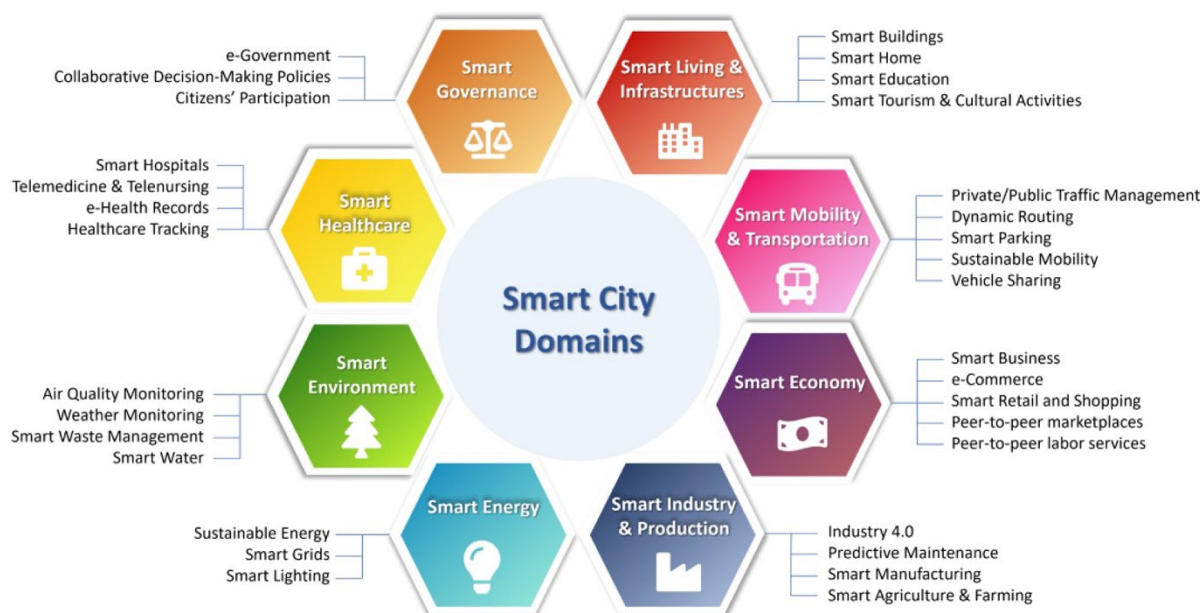 Smart City
Domains
Smart
Governance
e-Government
Collaborative Decision-Making Policies
Citizens' Participation
Smart Living &
Infrastructures
Smart Buildings
Smart Home
Smart Education
Smart Tourism & Cultural Activities
Smart
Healthcare
Smart Hospitals
Telemedicine & Telenursing
e-Health Records
Healthcare Tracking
Smart Mobility
& Transportation
Private/Public Traffic Management
Dynamic Routing
Smart Parking
Sustainable Mobility
Vehicle Sharing
Smart
Environment
Air Quality Monitoring
Weather Monitoring
Smart Waste Management
Smart Water
Smart Economy
Smart Business
e-Commerce
Smart Retail and Shopping
Peer-to-peer marketplaces
Peer-to-peer labor services
Smart Energy
Sustainable Energy
Smart Grids
Smart Lighting
Smart Industry
& Production
Industry 4.0
Predictive Maintenance
Smart Manufacturing
Smart Agriculture & Farming